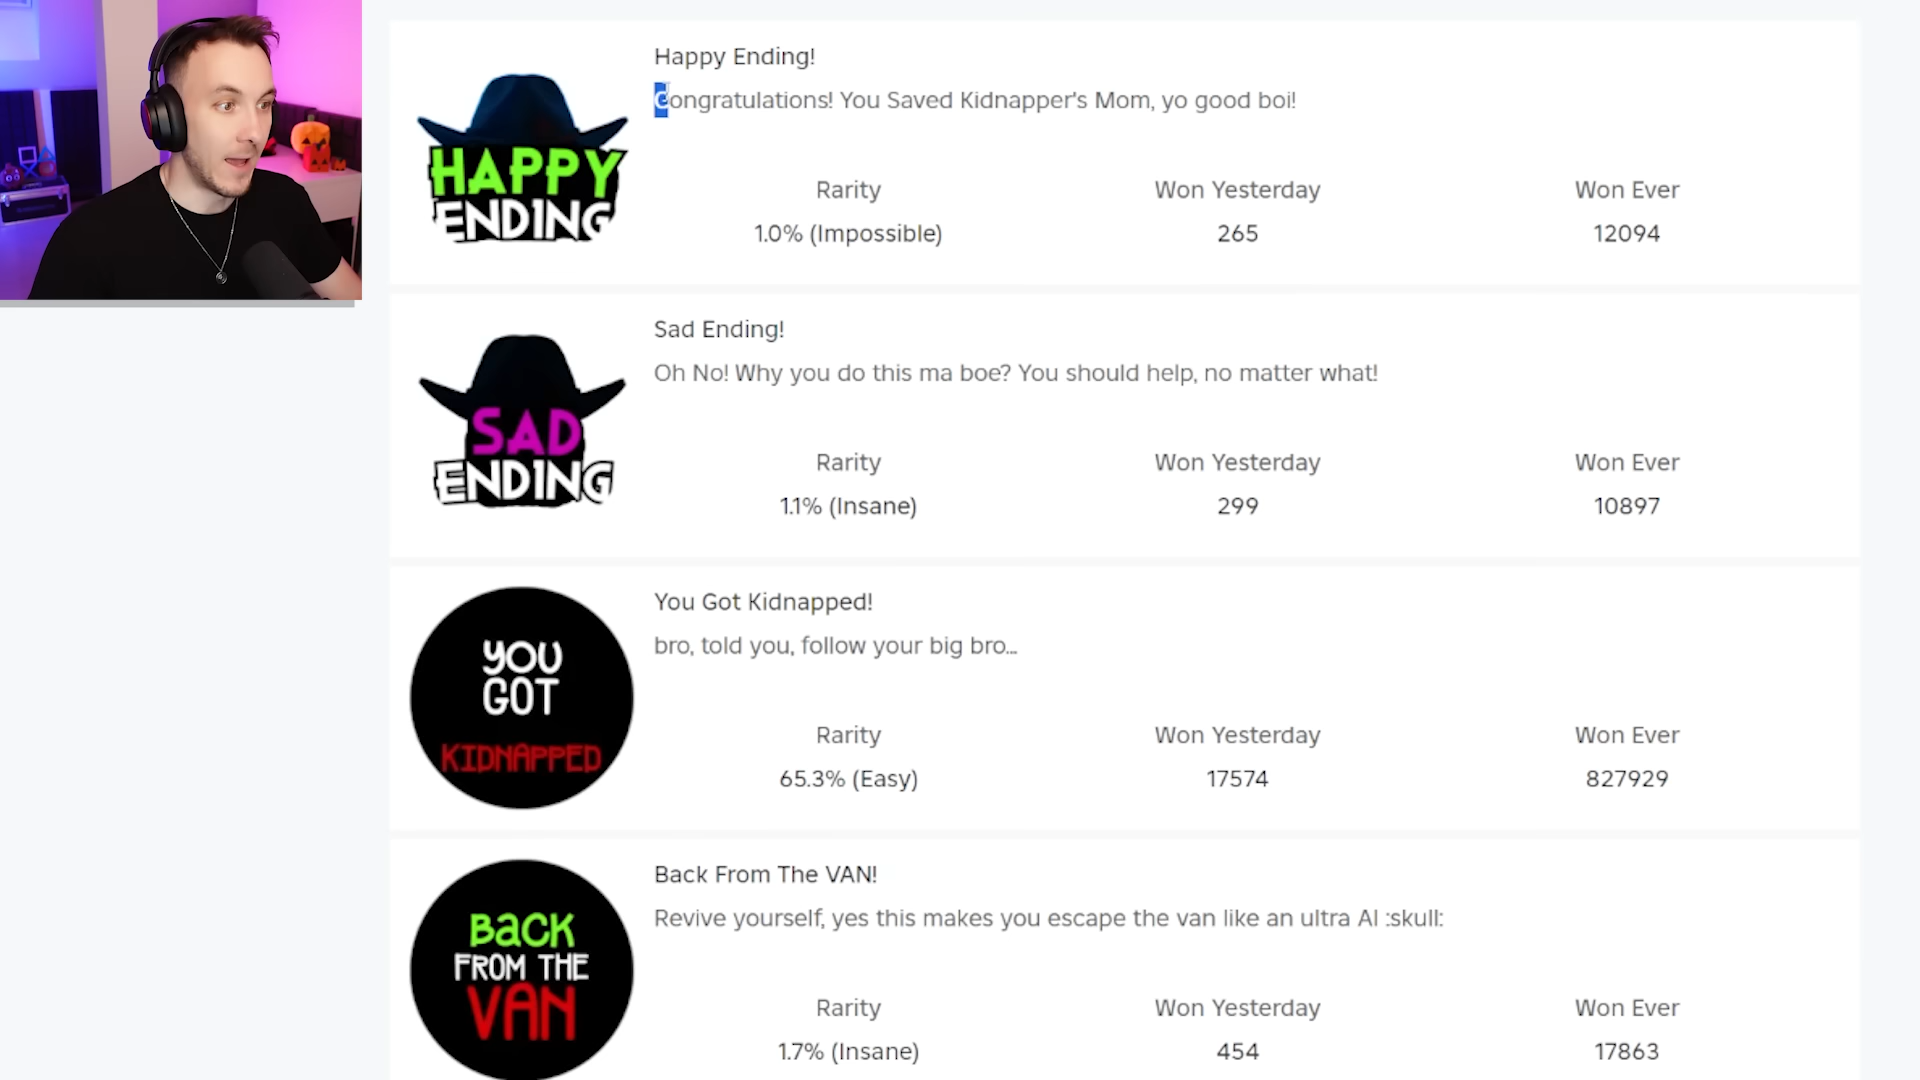 HAPPY
ENDING
Happy Ending!
Congratulations! You Saved Kidnapper's Mom, yo good boi!
Rarity Won Yesterday Won Ever
1.0% (Impossible) 265 12094
SAD
ENDING
Sad Ending!
Oh No! Why you do this ma boe? You should help, no matter what!
Rarity Won Yesterday Won Ever
1.1% (Insane) 299 10897
YOU
GOT
KIDNAPPED
You Got Kidnapped!
bro, told you, follow your big bro...
Rarity Won Yesterday Won Ever
65.3% (Easy) 17574 827929
BACK
FROM THE
VAN
Back From The VAN!
Revive yourself, yes this makes you escape the van like an ultra AI :skull:
Rarity Won Yesterday Won Ever
1.7% (Insane) 454 17863